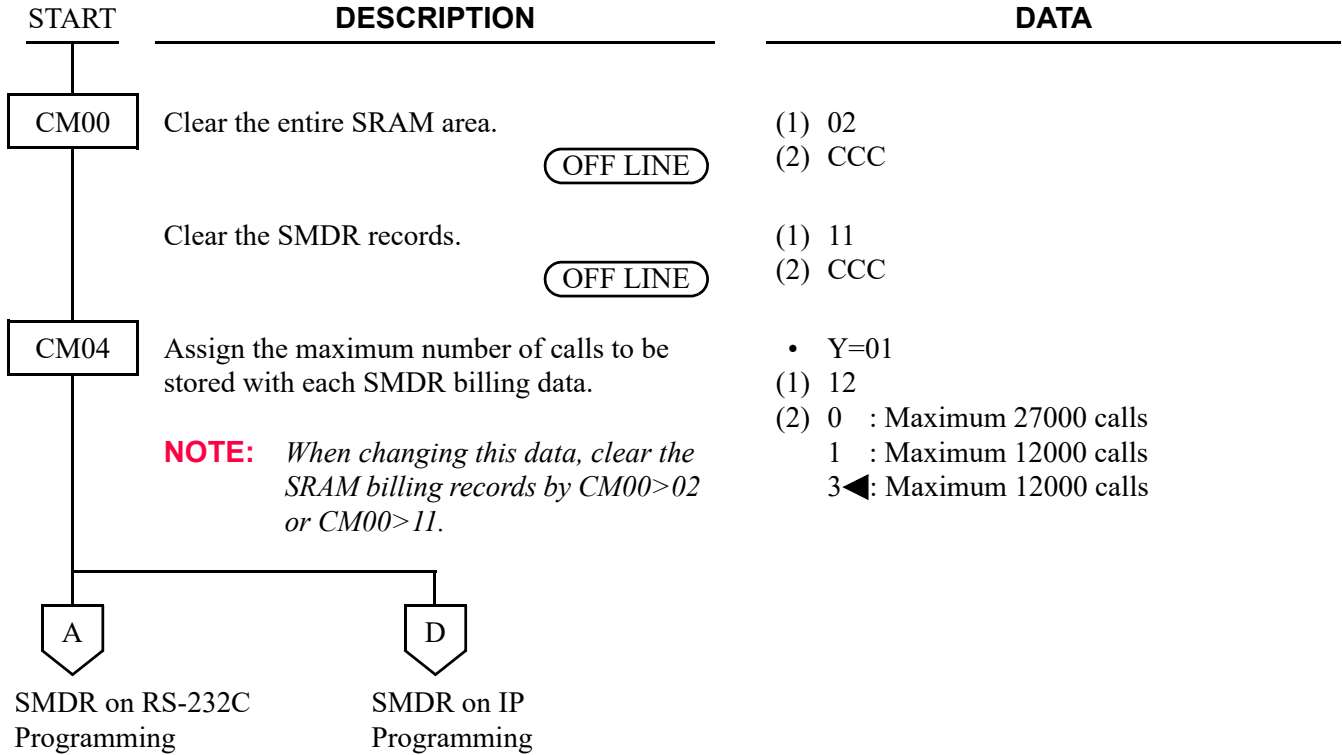 START DESCRIPTION DATA
CM00 Clear the entire SRAM area. (1) 02
OFF LINE (2) CCC
Clear the SMDR records. (1) 11
OFF LINE (2) CCC
CM04 Assign the maximum number of calls to be • Y=01
stored with each SMDR billing data. (1) 12
(2) 0 : Maximum 27000 calls
NOTE: When changing this data, clear the 1 : Maximum 12000 calls
SRAM billing records by CM00>02 3◀: Maximum 12000 calls
or CM00>11.
A D
SMDR on RS-232C SMDR on IP
Programming Programming